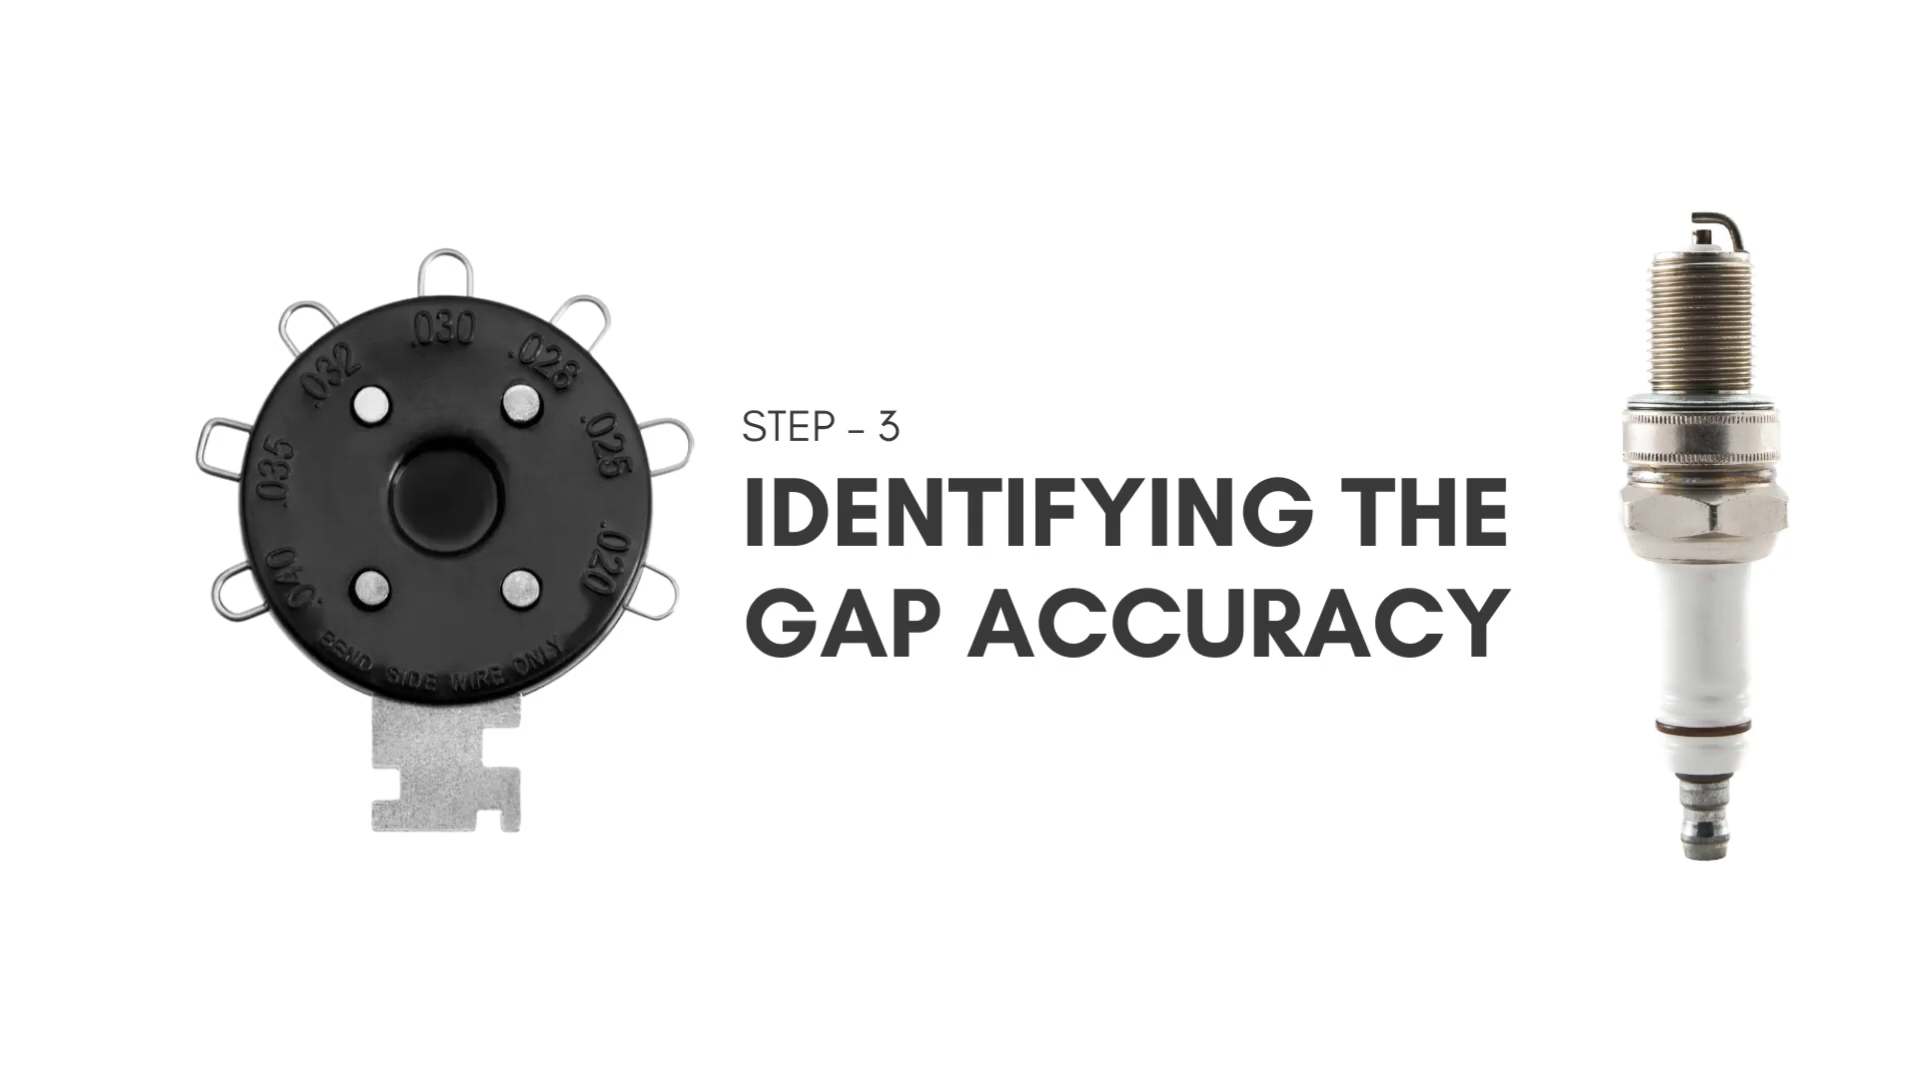 .030
.032
.028
.035
.025
.040
.020
BEND SIDE WIRE ONLY
STEP – 3
IDENTIFYING THE
GAP ACCURACY